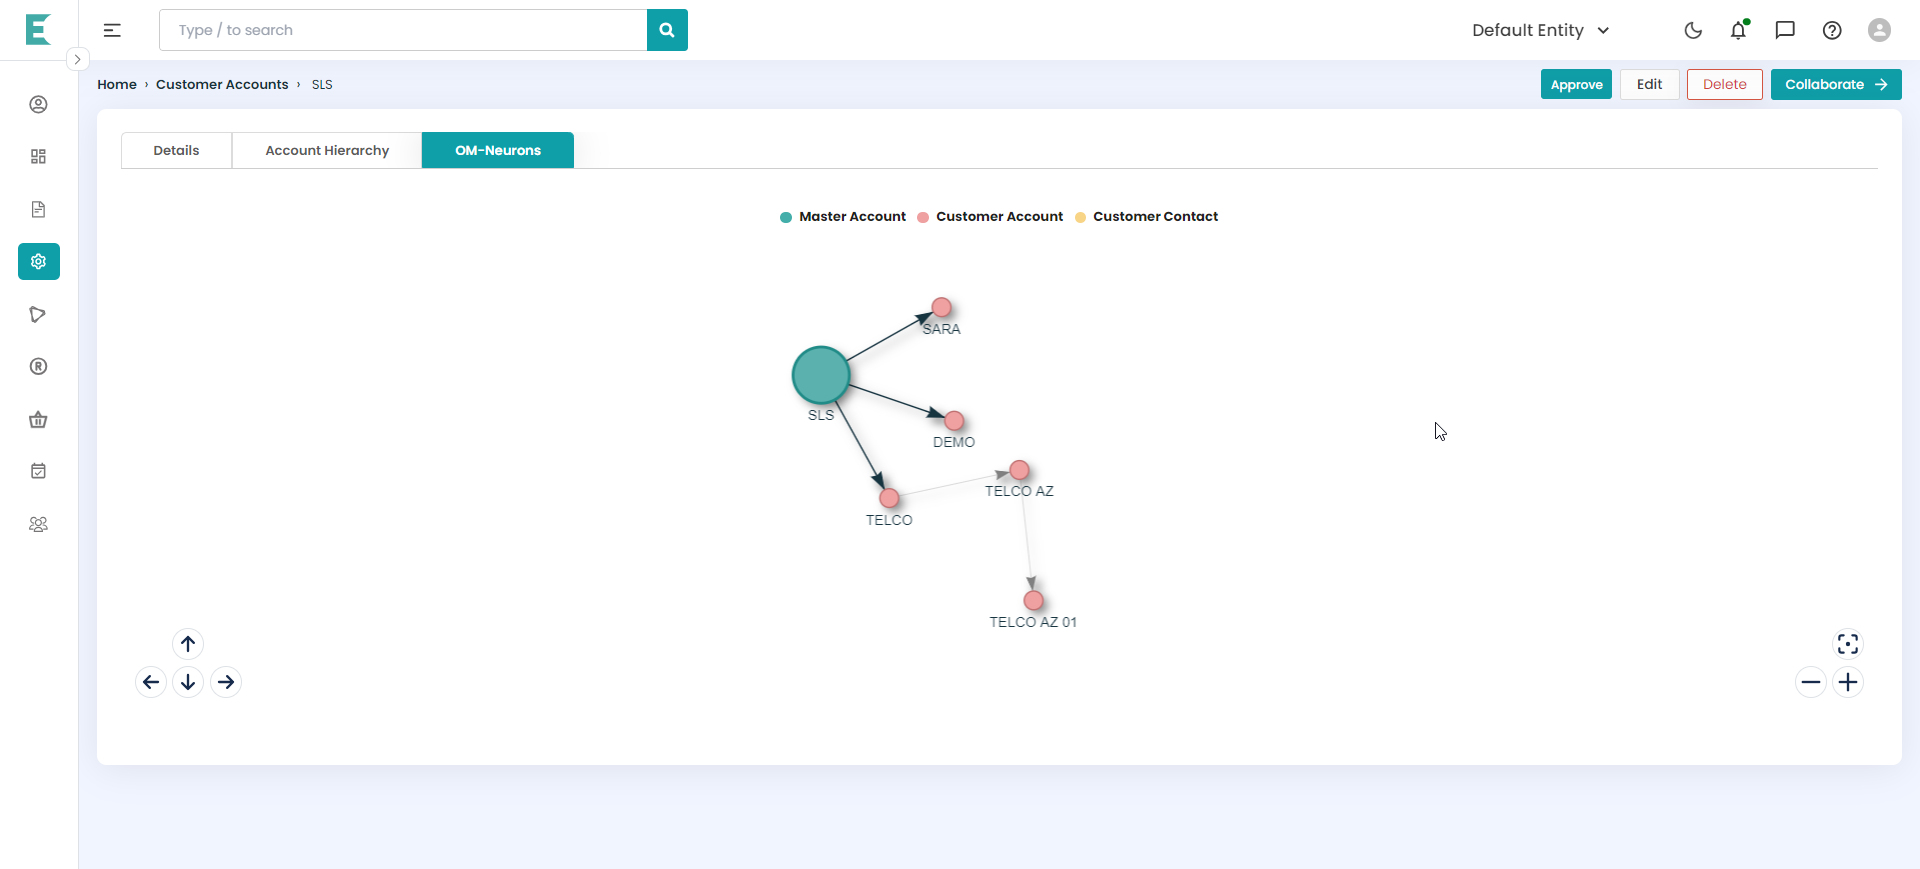 Type / to search
Default Entity
Home › Customer Accounts › SLS
Approve
Edit
Delete
Collaborate
Details
Account Hierarchy
OM-Neurons
Master Account
Customer Account
Customer Contact
SARA
SLS
DEMO
TELCO AZ
TELCO
TELCO AZ 01